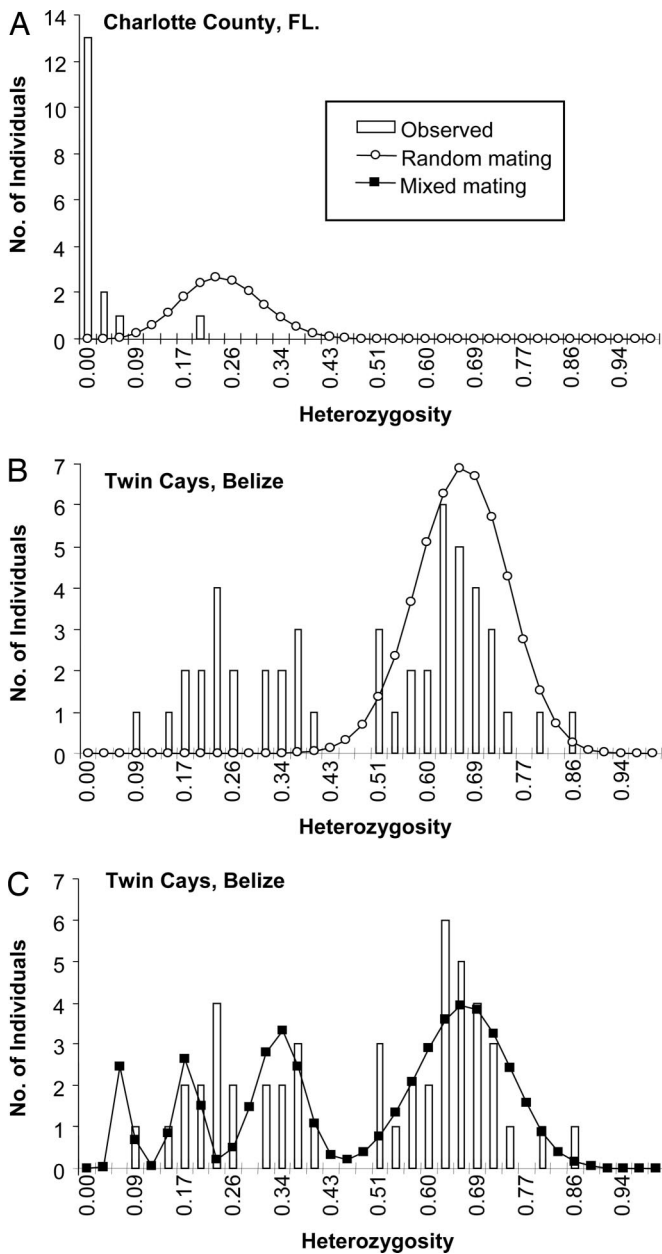 A
Charlotte County, FL.
14
12
10
8
6
4
2
0
No. of Individuals
Observed
Random mating
Mixed mating
0.00 0.09 0.17 0.26 0.34 0.43 0.51 0.60 0.69 0.77 0.86 0.94
Heterozygosity
B
Twin Cays, Belize
7
6
5
4
3
2
1
0
No. of Individuals
0.00 0.09 0.17 0.26 0.34 0.43 0.51 0.60 0.69 0.77 0.86 0.94
Heterozygosity
C
Twin Cays, Belize
7
6
5
4
3
2
1
0
No. of Individuals
0.00 0.09 0.17 0.26 0.34 0.43 0.51 0.60 0.69 0.77 0.86 0.94
Heterozygosity